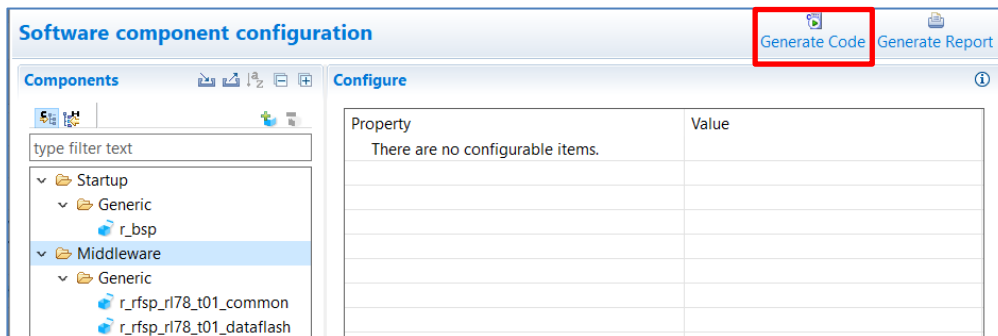 Software component configuration
Generate Code Generate Report
Components
Configure
type filter text
Property Value
There are no configurable items.
Startup
Generic
r_bsp
Middleware
Generic
r_rfsp_rl78_t01_common
r_rfsp_rl78_t01_dataflash